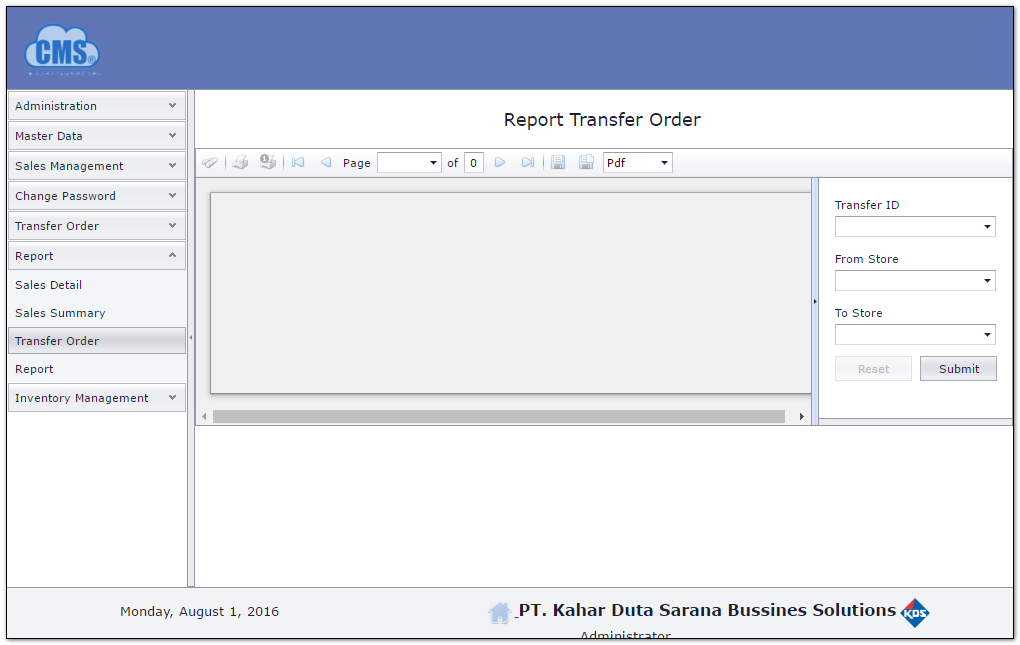 CMS®
Administration
Master Data
Sales Management
Change Password
Transfer Order
Report
Sales Detail
Sales Summary
Transfer Order
Report
Inventory Management
Report Transfer Order
1
Page of 0 Pdf
Transfer ID
From Store
To Store
Reset Submit
Monday, August 1, 2016
PT. Kahar Duta Sarana Bussines Solutions KDS
Administrator